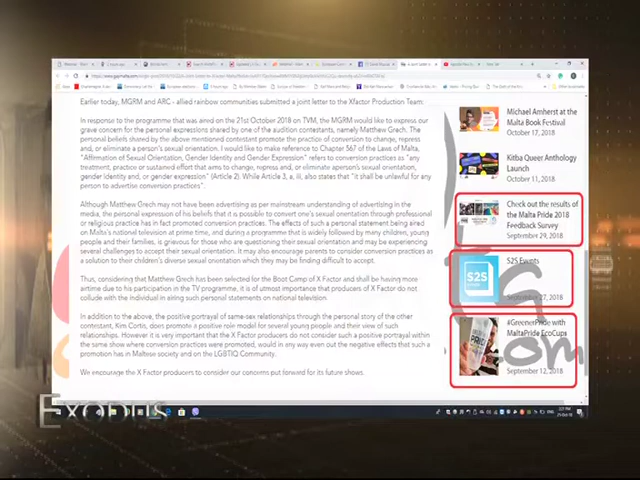 Earlier today, MGRM and ARC - allied rainbow communities submitted a joint letter to the Xfactor Production Team:
In response to the programme that was aired on the 21st October 2018 on TVM, the MGRM would like to express our
grave concern for the personal expressions shared by one of the audition contestants, namely Matthew Grech. The
personal beliefs shared by the above mentioned contestant promote the practice of conversion to change, repress
and, or eliminate a person's sexual orientation. I would like to make reference to Chapter 567 of the Laws of Malta,
"Affirmation of Sexual Orientation, Gender Identity and Gender Expression" refers to conversion practices as "any
treatment, practice or sustained effort that aims to change, repress and, or eliminate a person's sexual orientation,
gender identity and, or gender expression" (Article 2). While Article 3, a, iii, also states that "it shall be unlawful for any
person to advertise conversion practices".
Although Matthew Grech may not have been advertising as per mainstream understanding of advertising in the
media, the personal expression of his beliefs that it is possible to convert one's sexual orientation through professional
or religious practice has in fact promoted conversion practices. The effects of such a personal statement being aired
on Malta's national television at prime time, and during a programme that is widely followed by many children, young
people and their families, is grievous for those who are questioning their sexual orientation and may be experiencing
several challenges to accept their sexual orientation. It may also encourage parents to consider conversion practices as
a solution to their children's diverse sexual orientation which they may be finding difficult to accept.
Thus, considering that Matthew Grech has been selected for the Boot Camp of X Factor and shall be having more
airtime due to his participation in the TV programme, it is of utmost importance that producers of X Factor do not
collude with the individual in airing such personal statements on national television.
In addition to the above, the positive portrayal of same-sex relationships through the personal story of the other
contestant, Kim Cortis, does promote a positive role model for several young people and their view of such
relationships. However it is very important that the X Factor producers do not consider such a positive portrayal within
the same show where conversion practices were promoted, would in any way even out the negative effects that such a
promotion has in Maltese society and on the LGBTIQ Community.
We encourage the X Factor producers to consider our concerns put forward for its future shows.
Michael Amherst at the
Malta Book Festival
October 17, 2018
Kitba Queer Anthology
Launch
October 11, 2018
Check out the results of
the Malta Pride 2018
Feedback Survey
September 29, 2018
S2S
S2S Events
September 27, 2018
#GreenerPride with
MaltaPride EcoCups
September 12, 2018
om
EXODUS